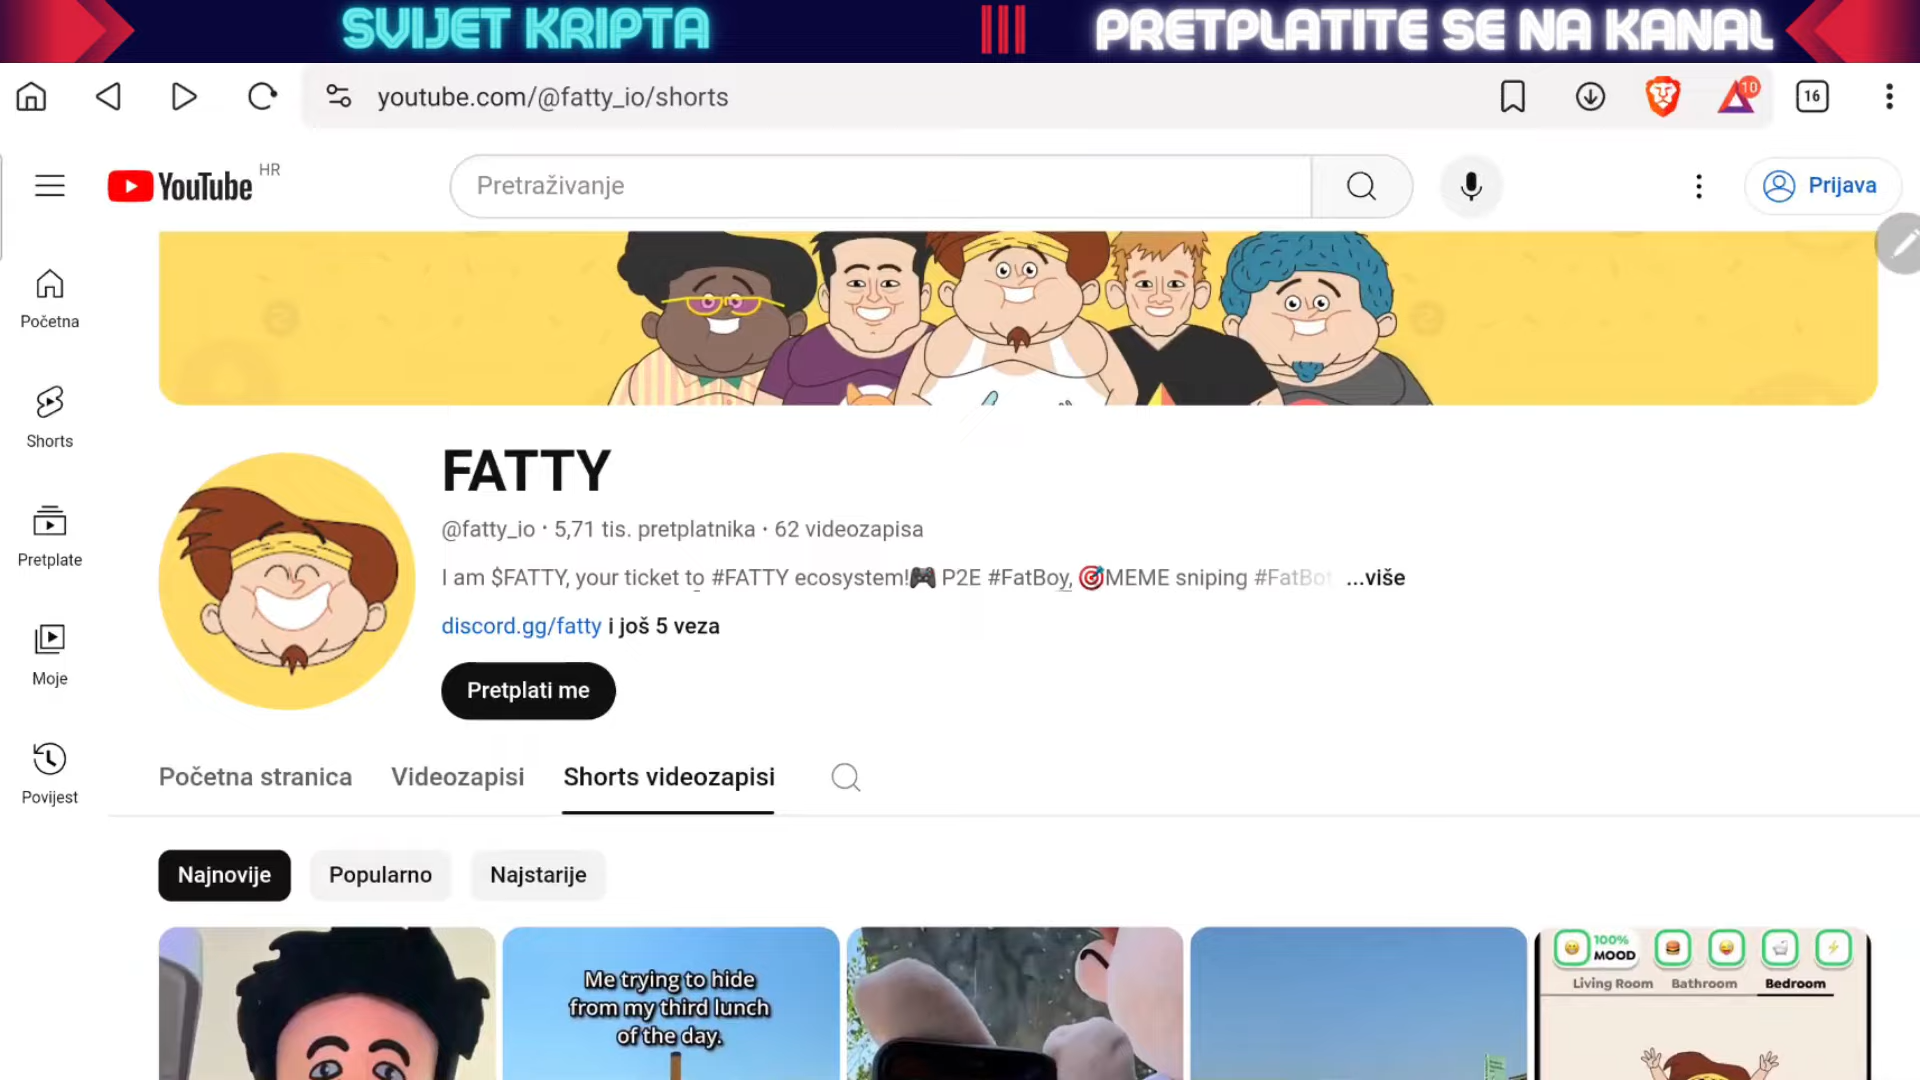 SVIJET KRIPTA
PRETPLATITE SE NA KANAL
youtube.com/@fatty_io/shorts
10
16
YouTube HR
Pretraživanje
Prijava
Početna
Shorts
Pretplate
Moje
Povijest
FATTY
@fatty_io • 5,71 tis. pretplatnika • 62 videozapisa
I am $FATTY, your ticket to #FATTY ecosystem!🎮 P2E #FatBoy, 🎯MEME sniping #FatBot ...više
discord.gg/fatty i još 5 veza
Pretplati me
Početna stranica
Videozapisi
Shorts videozapisi
Najnovije
Popularno
Najstarije
Me trying to hide
from my third lunch
of the day.
100%
MOOD
Living Room
Bathroom
Bedroom